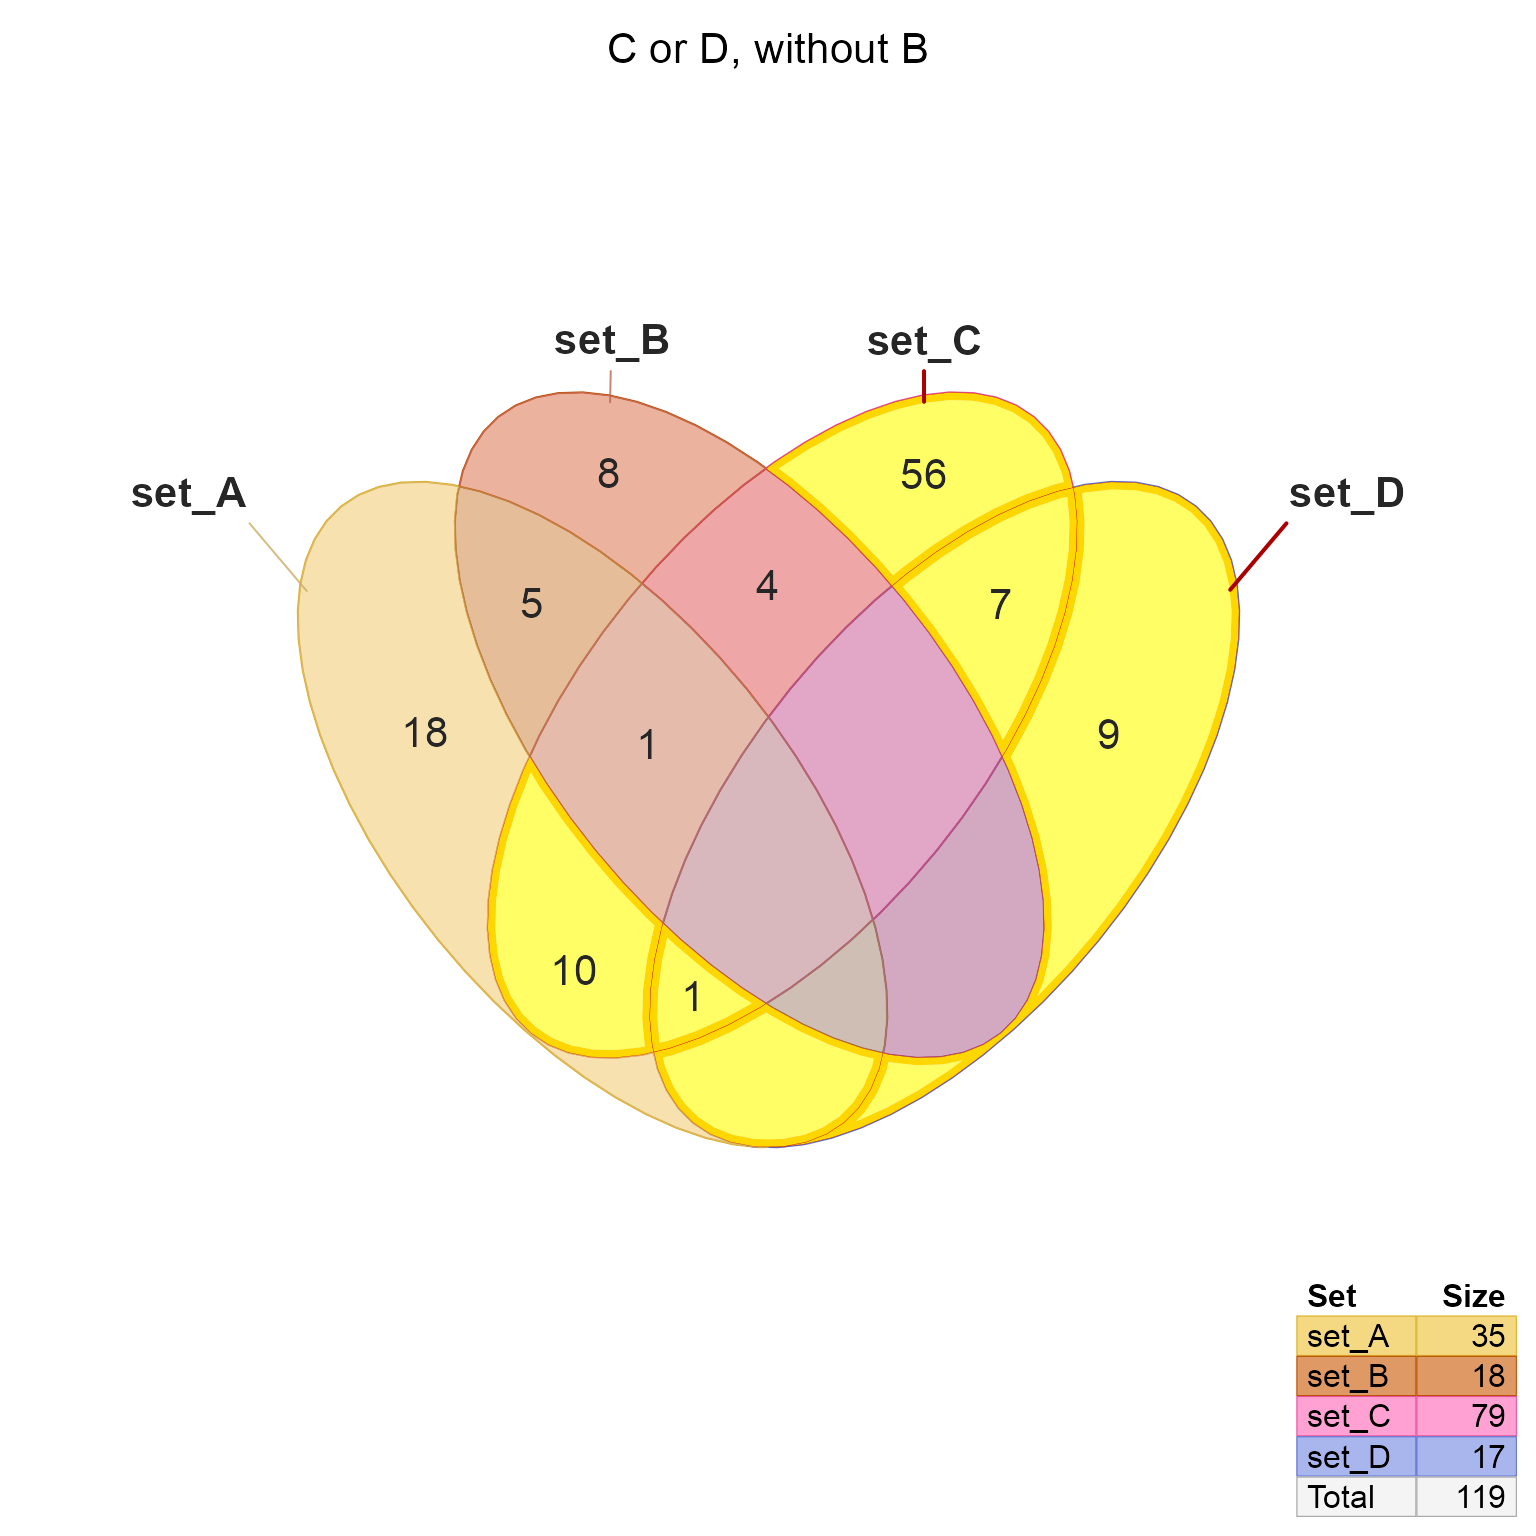 C or D, without B
set_B
set_C
set_A
set_D
8
56
4
5
7
18
1
9
10
1
Set Size
set_A 35
set_B 18
set_C 79
set_D 17
Total 119